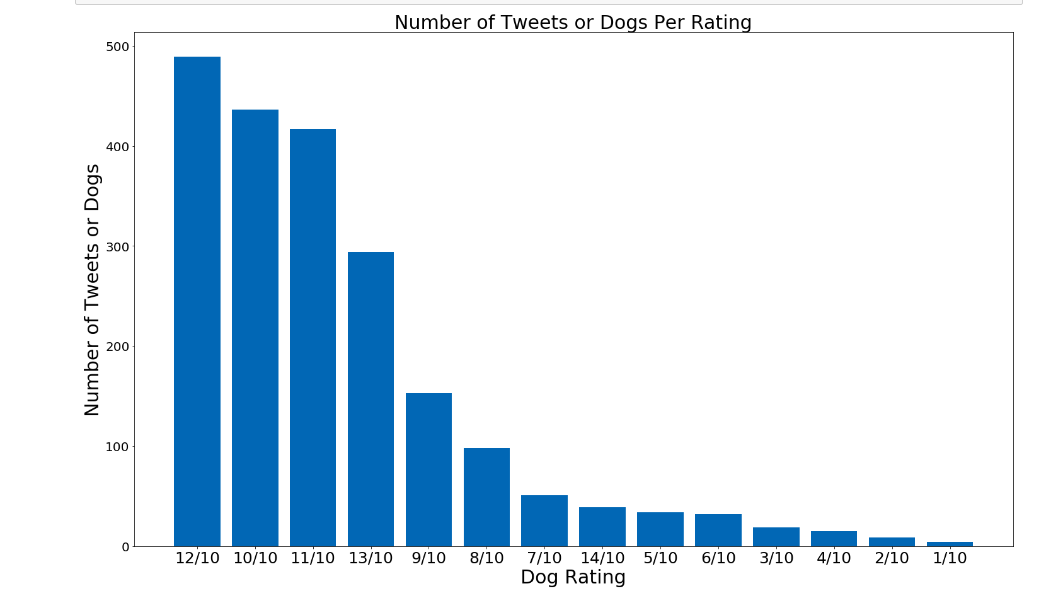 Number of Tweets or Dogs Per Rating
Number of Tweets or Dogs
500
400
300
200
100
0
12/10 10/10 11/10 13/10 9/10 8/10 7/10 14/10 5/10 6/10 3/10 4/10 2/10 1/10
Dog Rating